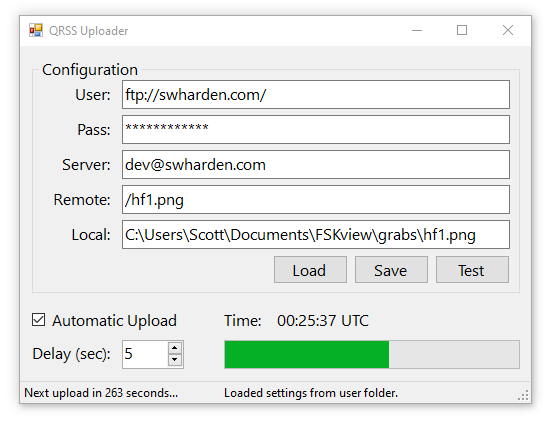 QRSS Uploader
Configuration
User: ftp://swharden.com/
Pass: ************
Server: dev@swharden.com
Remote: /hf1.png
Local: C:\Users\Scott\Documents\FSKview\grabs\hf1.png
Load Save Test
Automatic Upload Time: 00:25:37 UTC
Delay (sec): 5
Next upload in 263 seconds... Loaded settings from user folder.